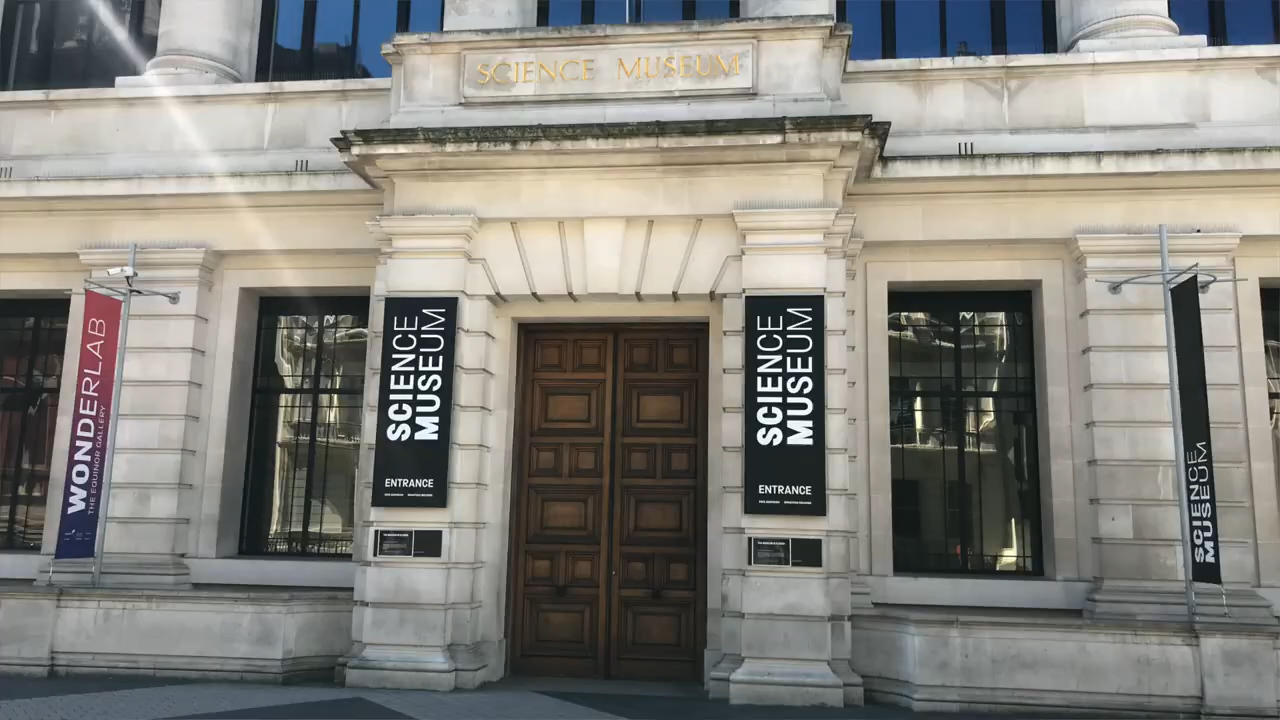 SCIENCE MUSEUM
WONDERLAB
THE EQUINOR GALLERY
SCIENCE
MUSEUM
ENTRANCE
SCIENCE
MUSEUM
ENTRANCE
SCIENCE
MUSEUM